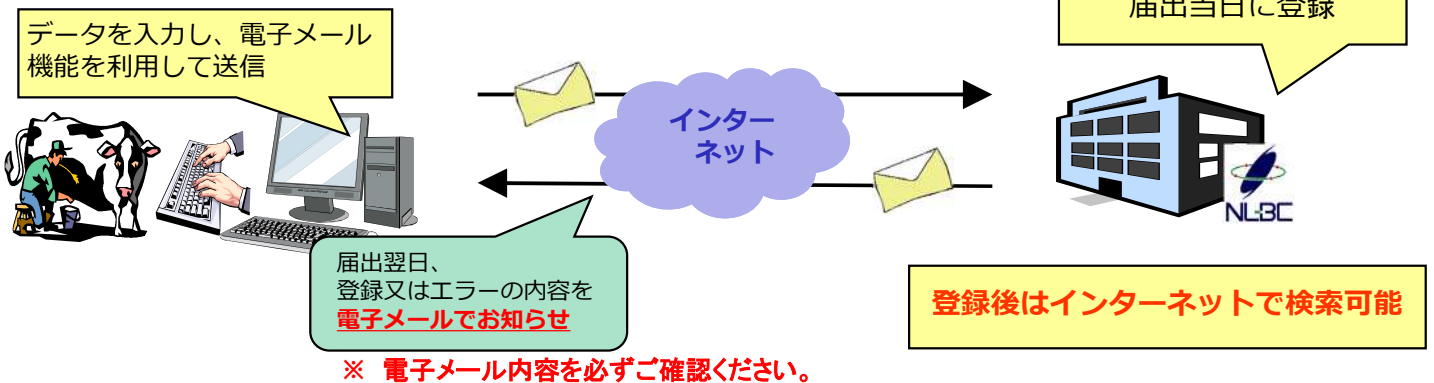 届出当日に登録
データを入力し、電子メール
機能を利用して送信
インター
ネット
NLBC
届出翌日、
登録又はエラーの内容を
電子メールでお知らせ
登録後はインターネットで検索可能
※ 電子メール内容を必ずご確認ください。